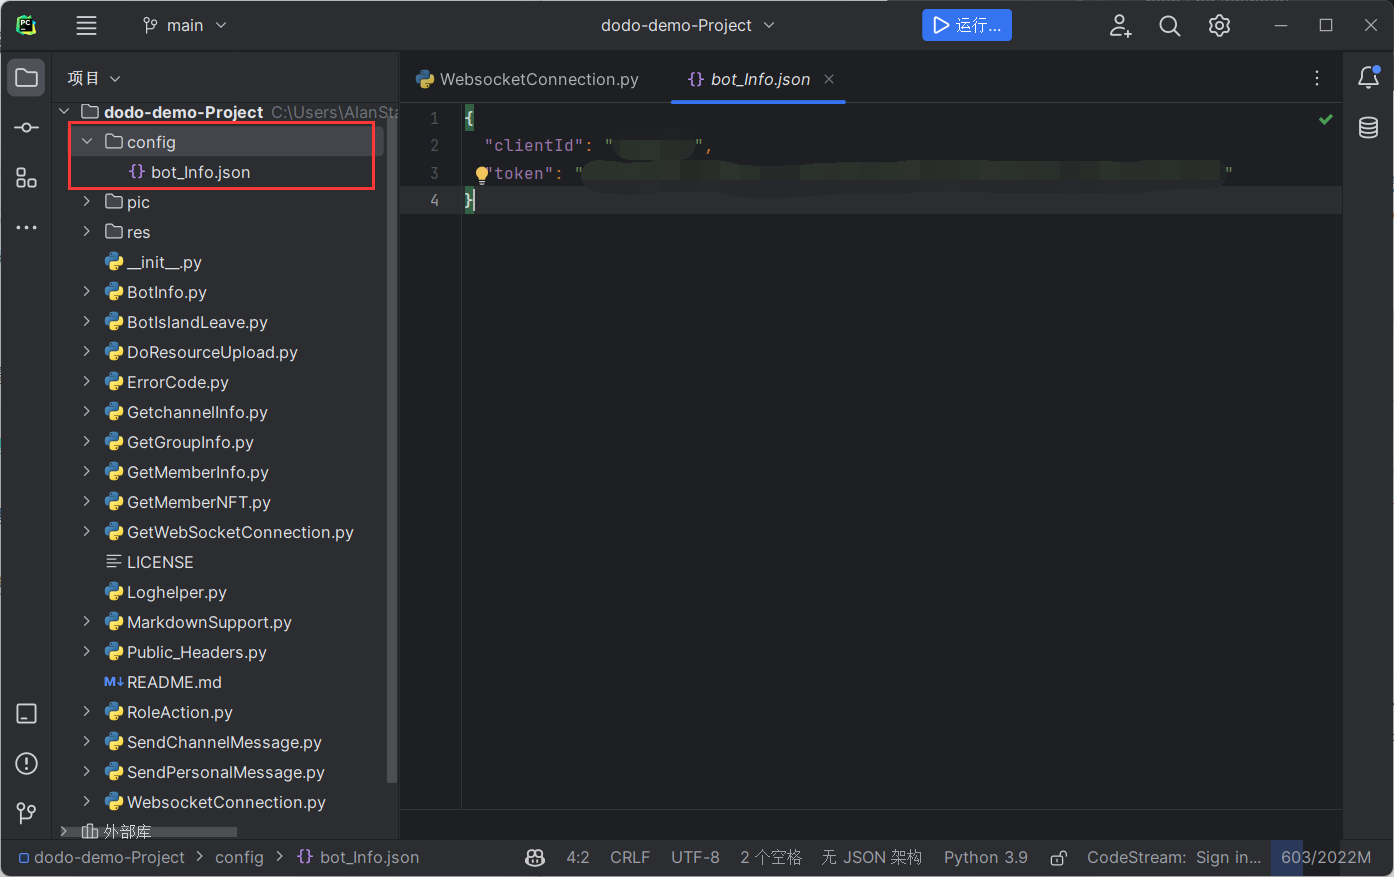 PC
main
dodo-demo-Project
运行...
项目
WebsocketConnection.py
bot_Info.json
dodo-demo-Project C:\Users\AlanSta
config
bot_Info.json
pic
res
__init__.py
BotInfo.py
BotIslandLeave.py
DoResourceUpload.py
ErrorCode.py
GetchannelInfo.py
GetGroupInfo.py
GetMemberInfo.py
GetMemberNFT.py
GetWebSocketConnection.py
LICENSE
Loghelper.py
MarkdownSupport.py
Public_Headers.py
M↓ README.md
RoleAction.py
SendChannelMessage.py
SendPersonalMessage.py
WebsocketConnection.py
外部库
1 {
2 "clientId": "",
3 "token": ""
4 }
dodo-demo-Project > config > {} bot_Info.json
4:2 CRLF UTF-8 2 个空格 无 JSON 架构 Python 3.9 CodeStream: Sign in... 603/2022M